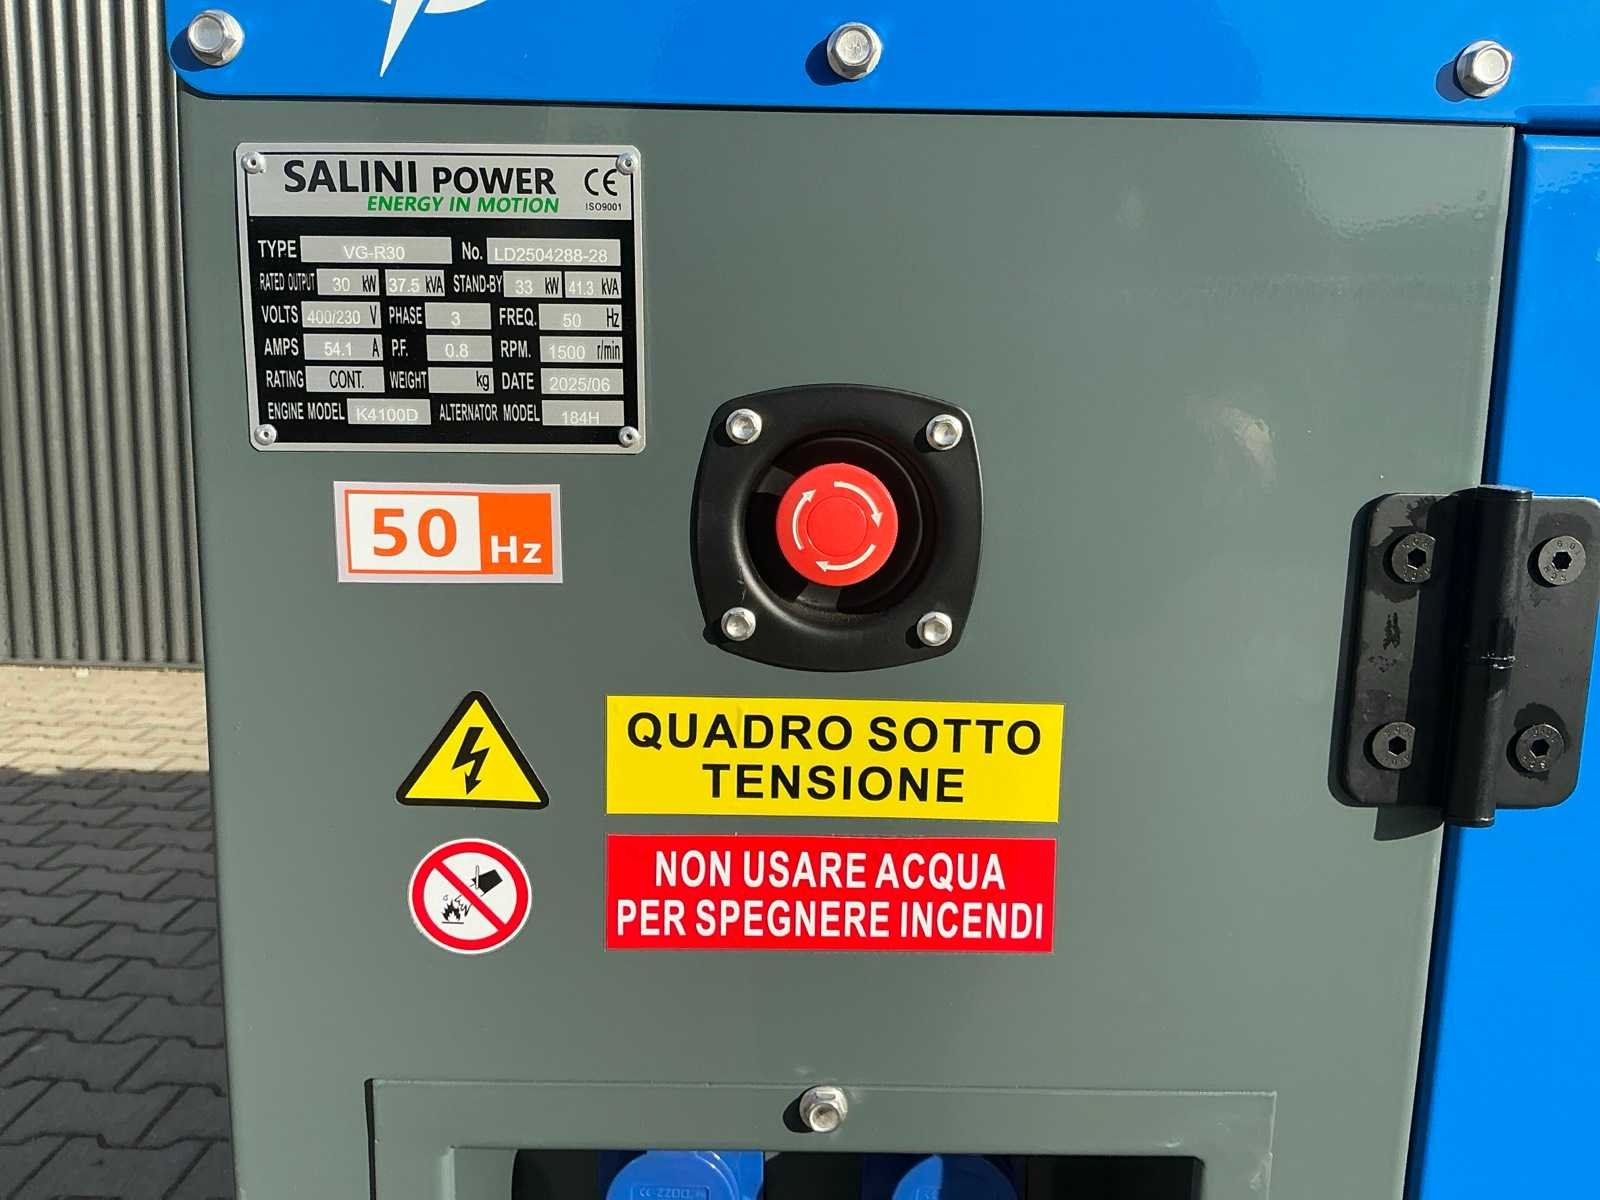 SALINI POWER CE
ENERGY IN MOTION ISO9001
TYPE VG-R30 No. LD2504288-28
RATED OUTPUT 30 kW 37.5 kVA STAND-BY 33 kW 41.3 kVA
VOLTS 400/230 V PHASE 3 FREQ. 50 Hz
AMPS 54.1 A P.F. 0.8 RPM. 1500 r/min
RATING CONT. WEIGHT kg DATE 2025/06
ENGINE MODEL K4100D ALTERNATOR MODEL 184H
50 Hz
QUADRO SOTTO
TENSIONE
NON USARE ACQUA
PER SPEGNERE INCENDI